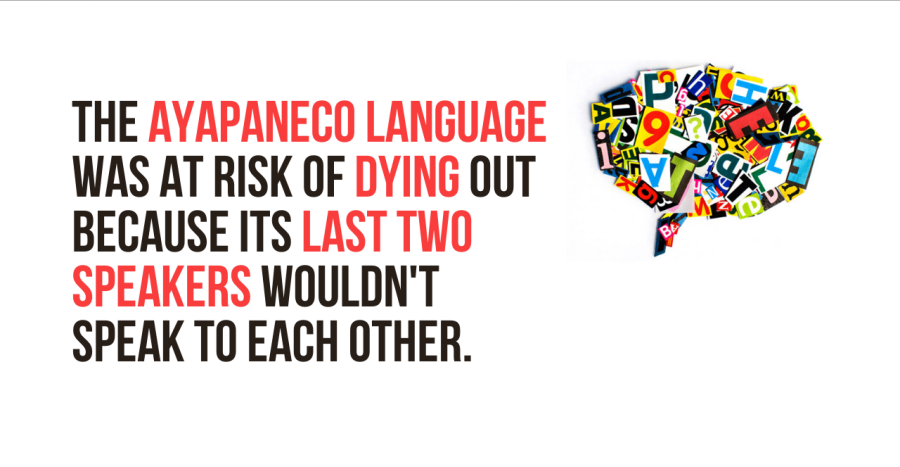 THE AYAPANECO LANGUAGE
WAS AT RISK OF DYING OUT
BECAUSE ITS LAST TWO
SPEAKERS WOULDN'T
SPEAK TO EACH OTHER.